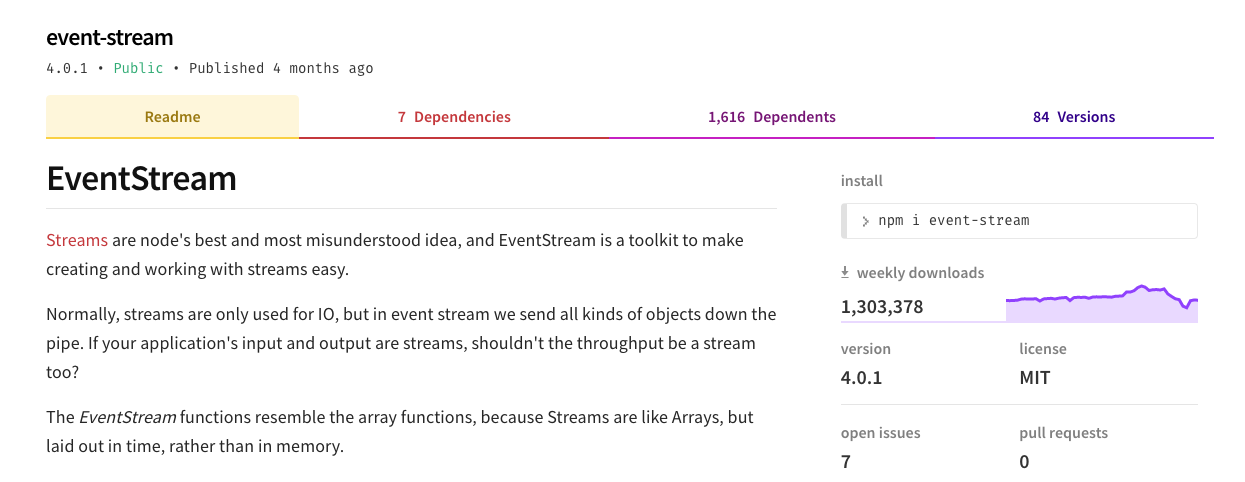 event-stream
4.0.1 • Public • Published 4 months ago
Readme
7 Dependencies
1,616 Dependents
84 Versions
EventStream
Streams are node's best and most misunderstood idea, and EventStream is a toolkit to make
creating and working with streams easy.
Normally, streams are only used for IO, but in event stream we send all kinds of objects down the
pipe. If your application's input and output are streams, shouldn't the throughput be a stream
too?
The EventStream functions resemble the array functions, because Streams are like Arrays, but
laid out in time, rather than in memory.
install
npm i event-stream
weekly downloads
1,303,378
version
license
4.0.1
MIT
open issues
pull requests
7
0